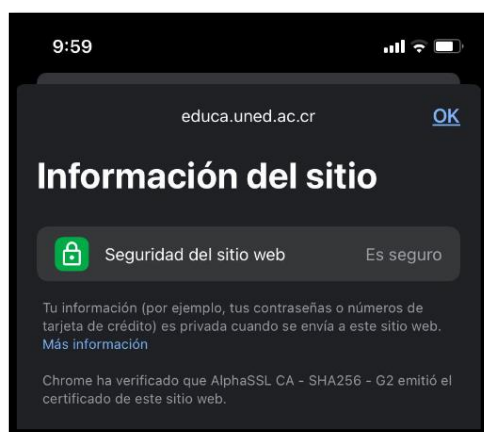 9:59
educa.uned.ac.cr
OK
Información del sitio
Seguridad del sitio web
Es seguro
Tu información (por ejemplo, tus contraseñas o números de
tarjeta de crédito) es privada cuando se envía a este sitio web.
Más información
Chrome ha verificado que AlphaSSL CA - SHA256 - G2 emitió el
certificado de este sitio web.